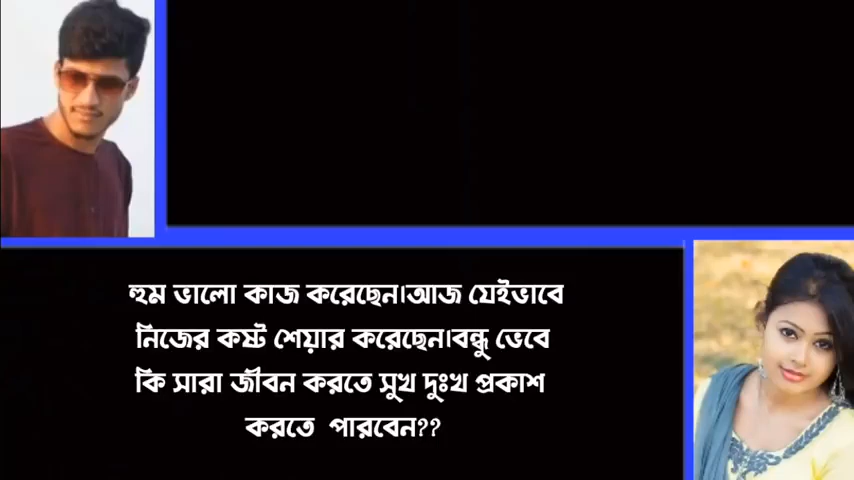 হুম ভালো কাজ করেছেন।আজ যেইভাবে
নিজের কষ্ট শেয়ার করেছেন।বন্ধু ভেবে
কি সারা জীবন করতে সুখ দুঃখ প্রকাশ
করতে পারবেন??